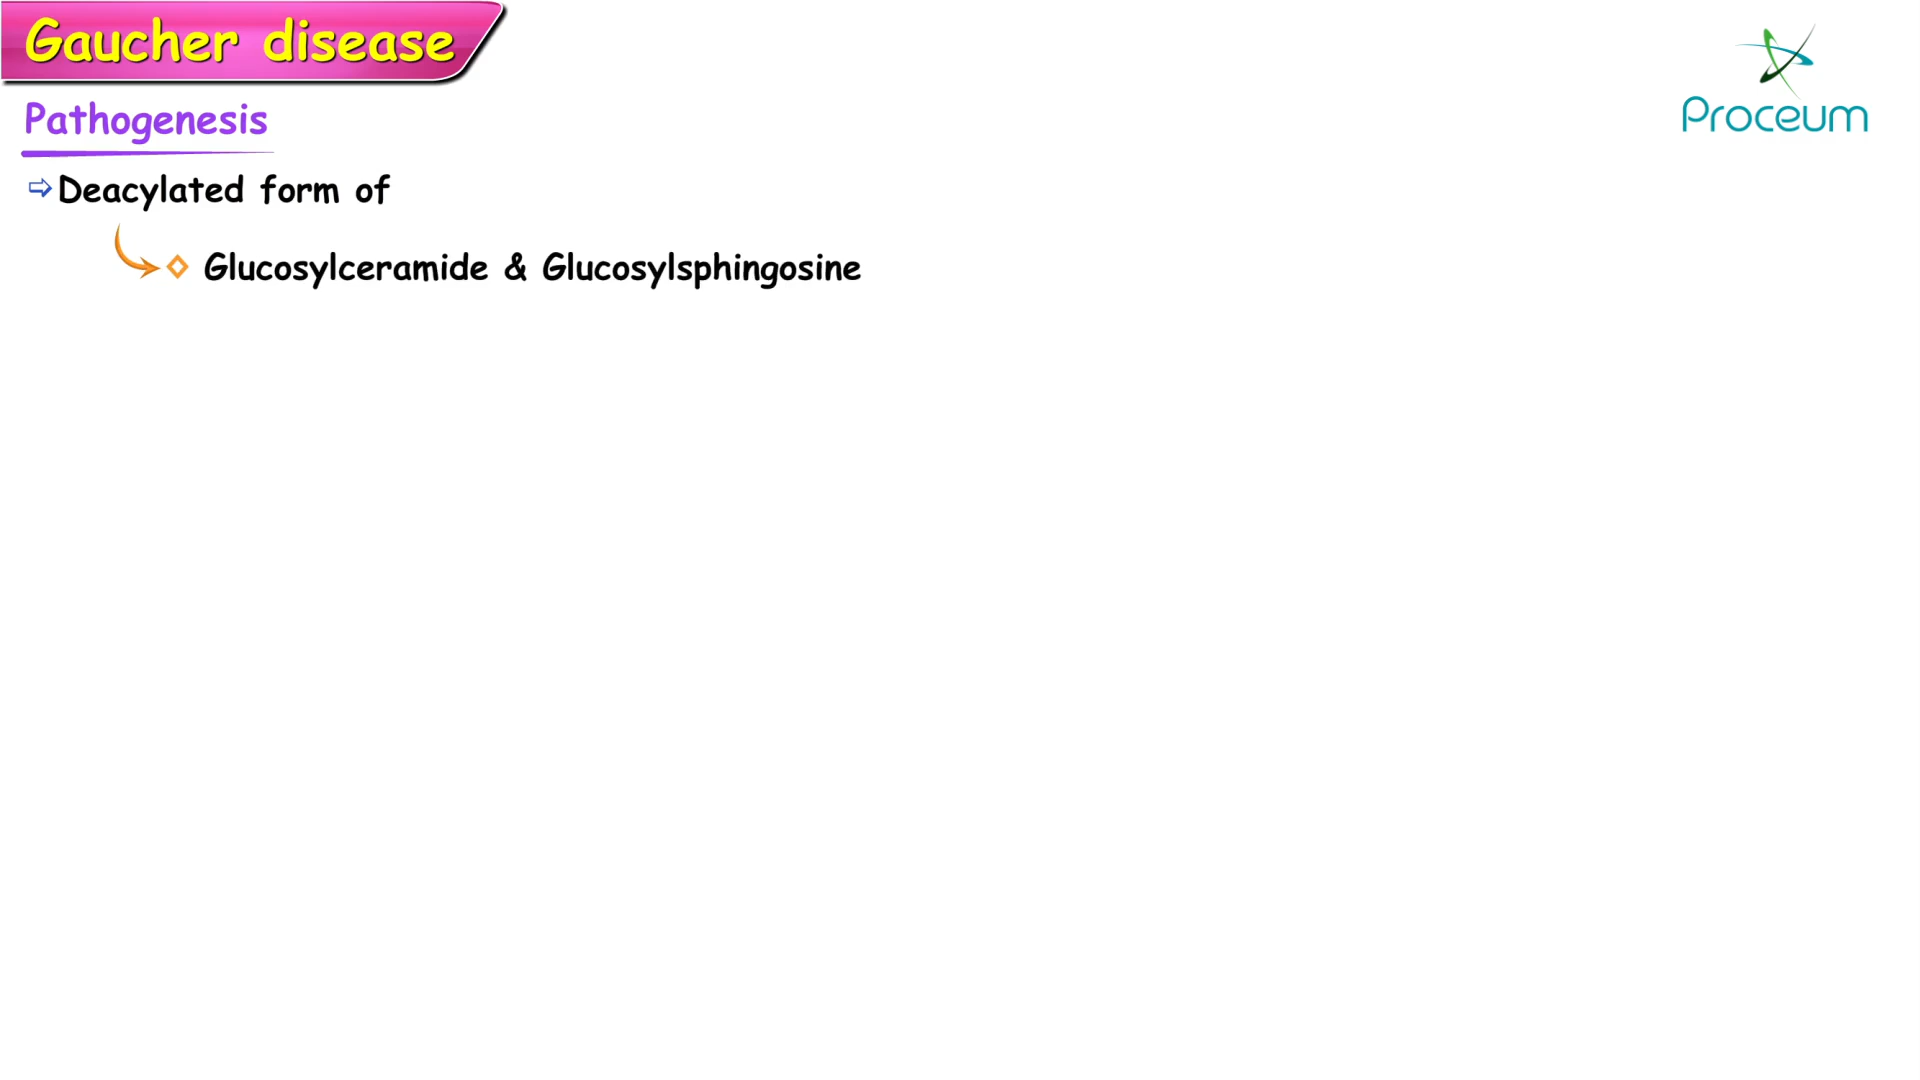 Gaucher disease
Proceum
Pathogenesis
Deacylated form of
Glucosylceramide & Glucosylsphingosine